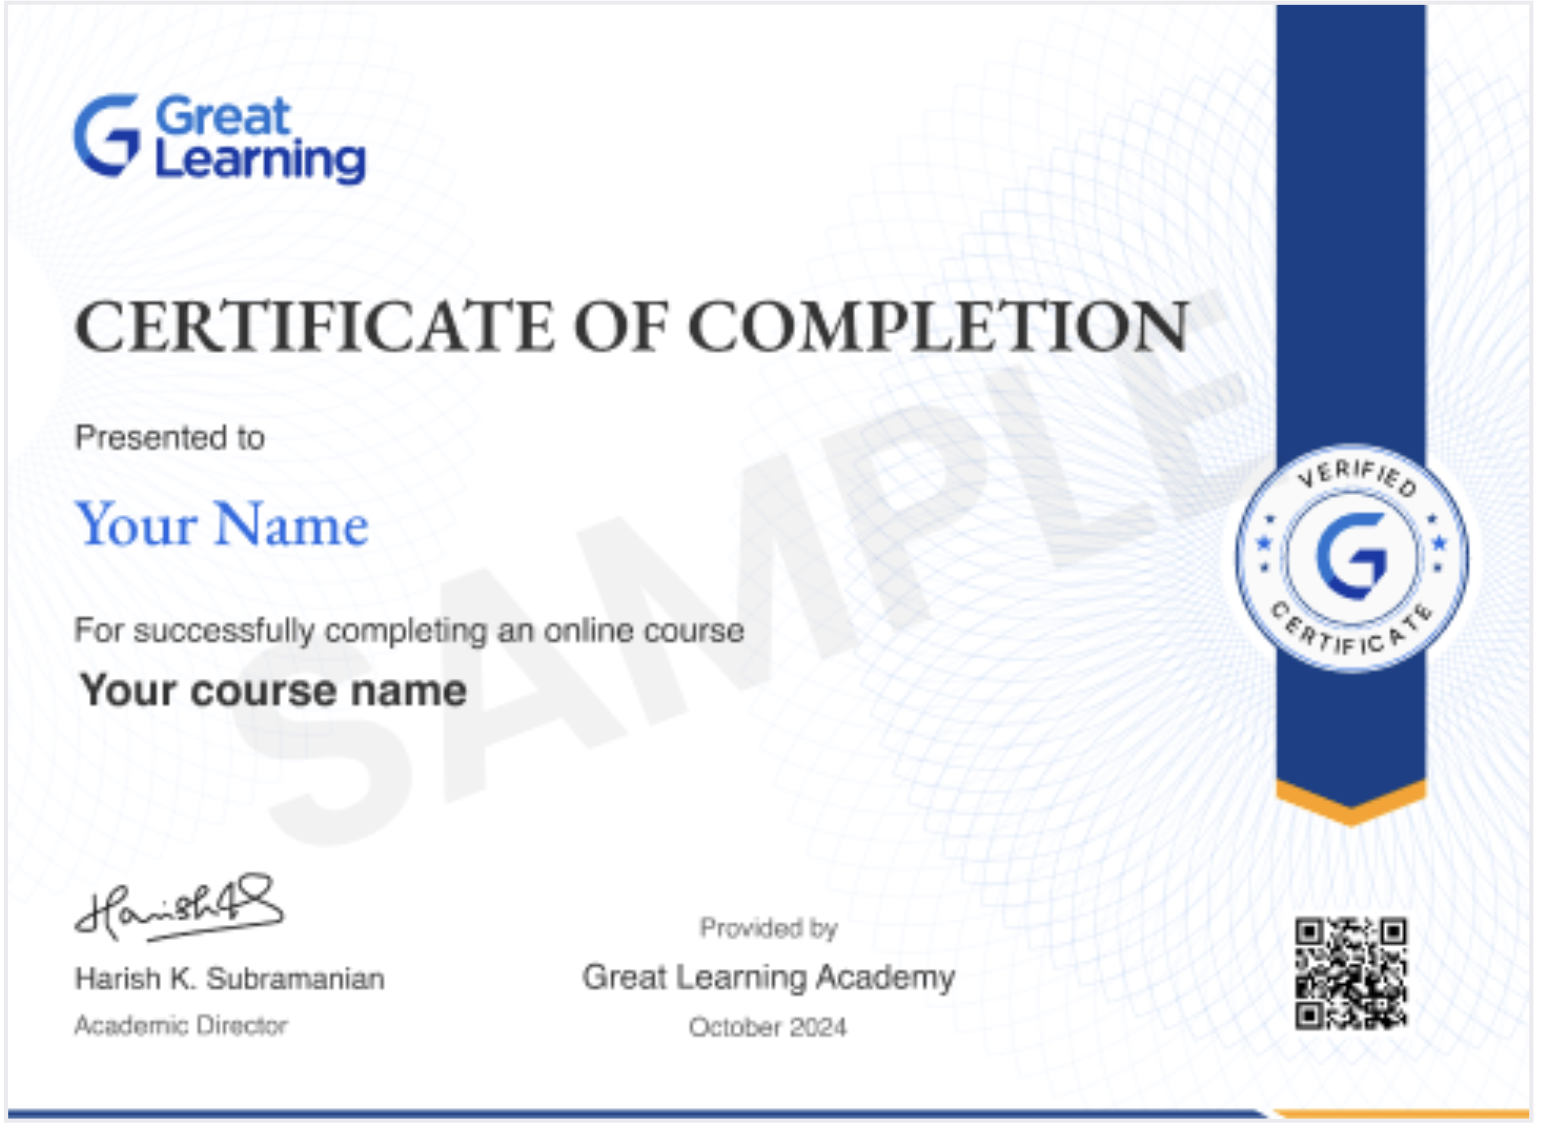 Great
Learning
CERTIFICATE OF COMPLETION
Presented to
Your Name
For successfully completing an online course
Your course name
SAMPLE
VERIFIED
CERTIFICATE
Harish K. Subramanian
Academic Director
Provided by
Great Learning Academy
October 2024